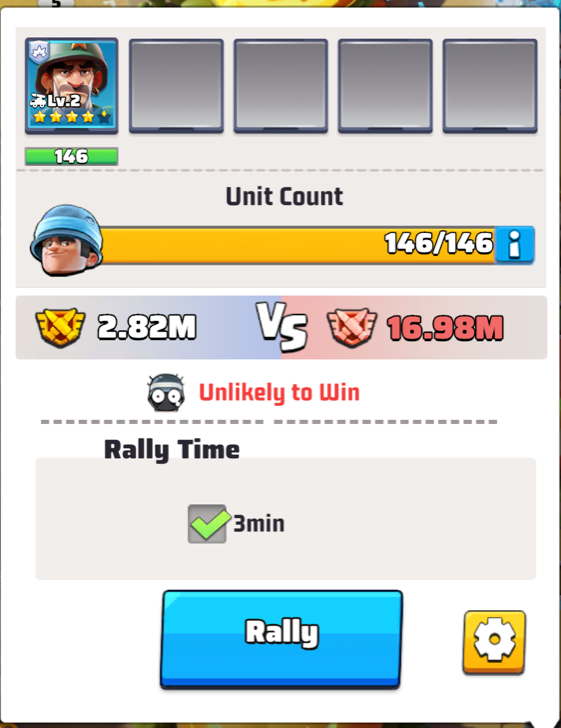 5
Lv.2
146
Unit Count
146/146
2.82M
VS
16.98M
Unlikely to Win
Rally Time
3min
Rally